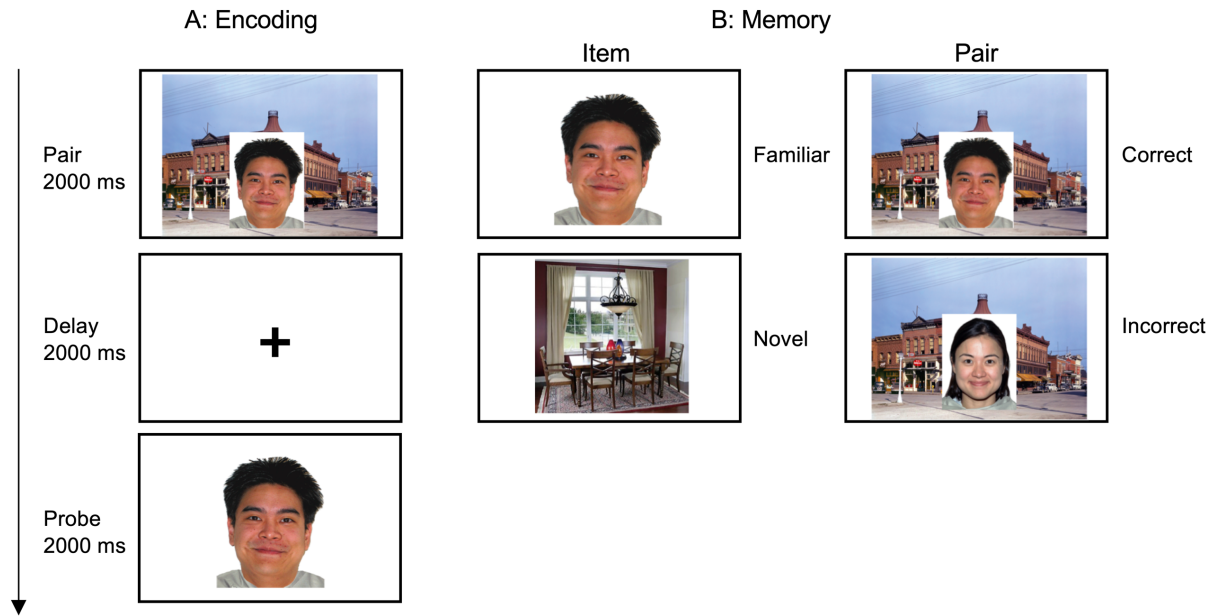 A: Encoding
B: Memory
Item
Pair
Pair
2000 ms
Familiar
Correct
Delay
2000 ms
Novel
Incorrect
Probe
2000 ms